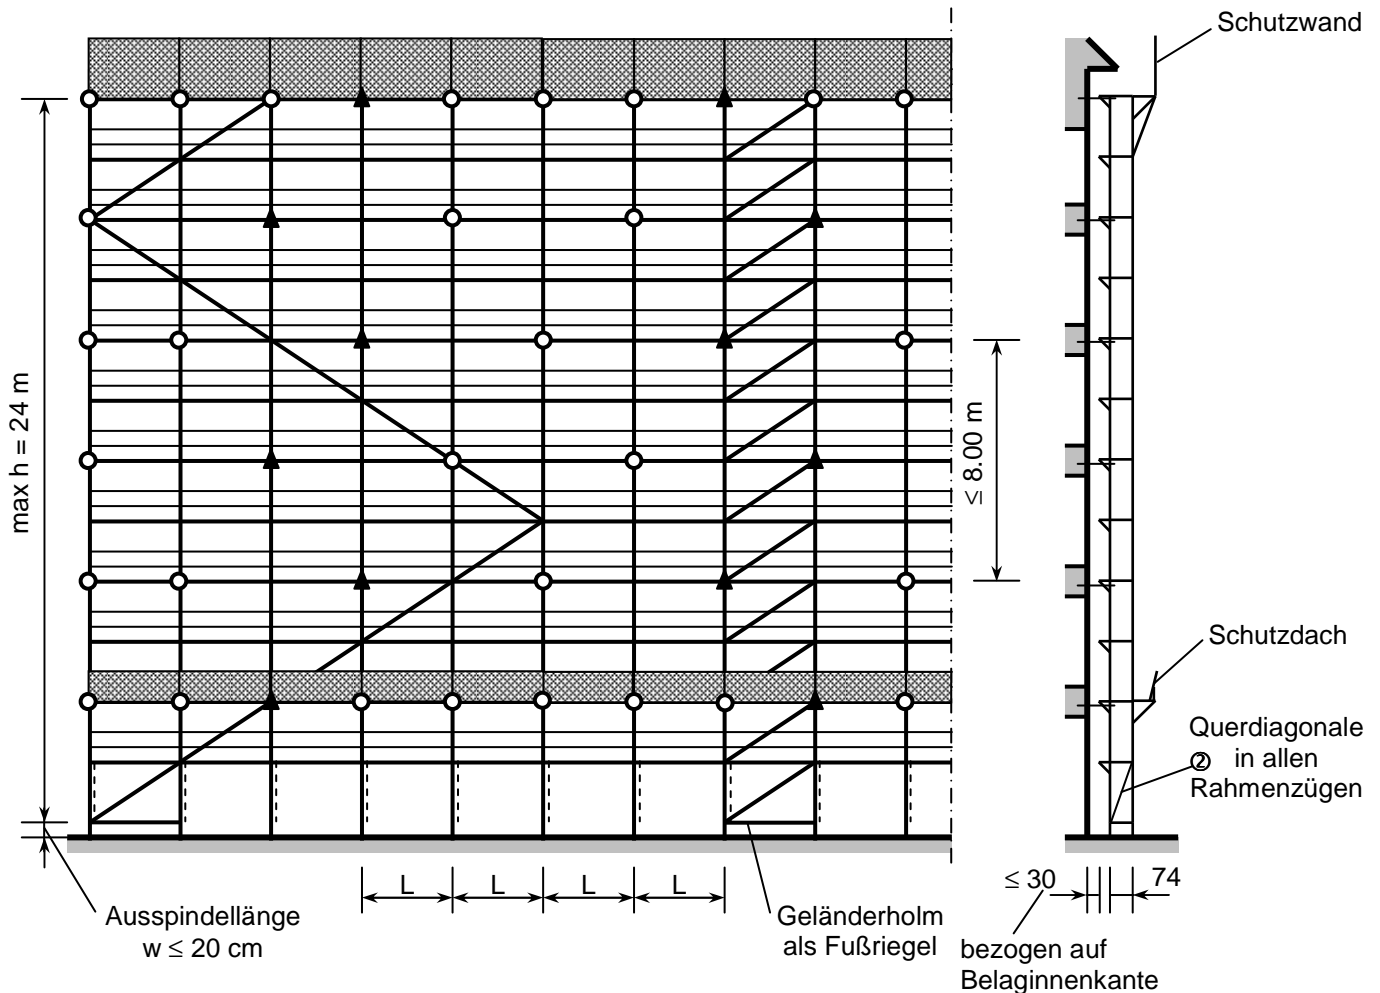 Schutzwand
max h = 24 m
≤ 8.00 m
Schutzdach
Querdiagonale
② in allen
Rahmenzügen
L L L L
≤ 30 74
Ausspindellänge
w ≤ 20 cm
Geländerholm
als Fußriegel
bezogen auf
Belaginnenkante